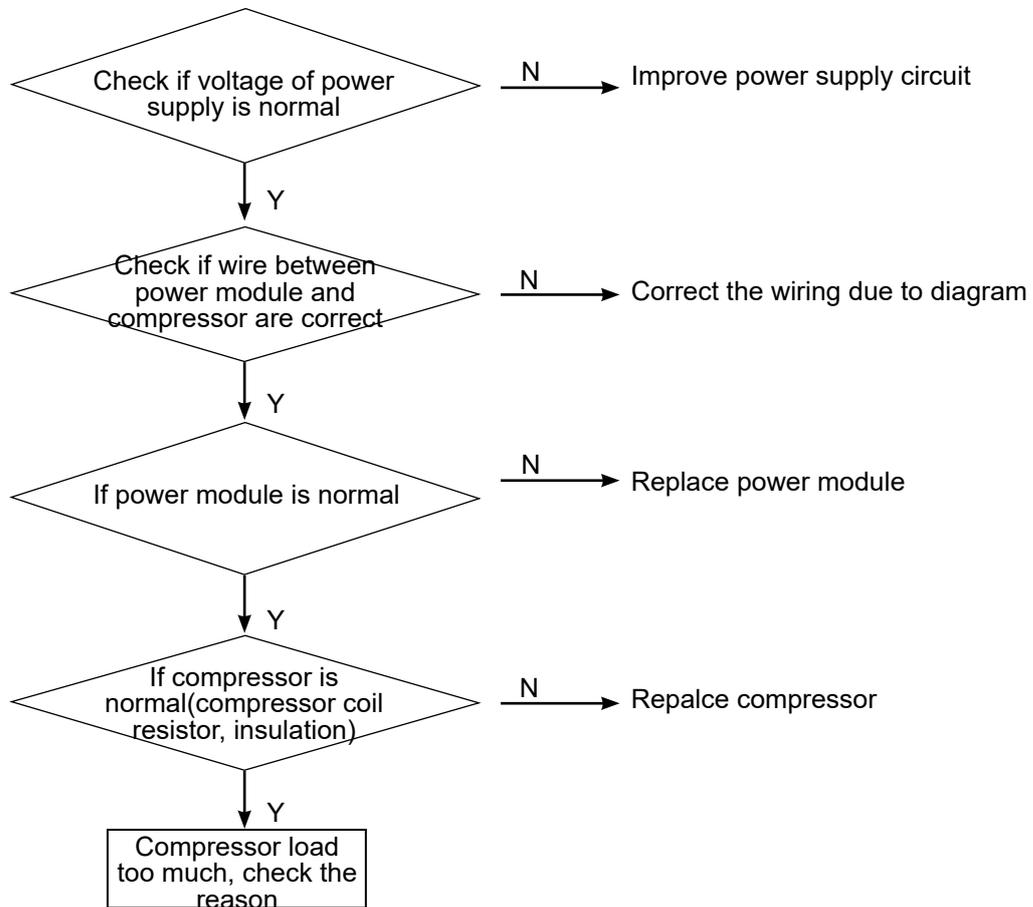 Check if voltage of power
supply is normal
N
Improve power supply circuit
Y
Check if wire between
power module and
compressor are correct
N
Correct the wiring due to diagram
Y
If power module is normal
N
Replace power module
Y
If compressor is
normal(compressor coil
resistor, insulation)
N
Repalce compressor
Y
Compressor load
too much, check the
reason